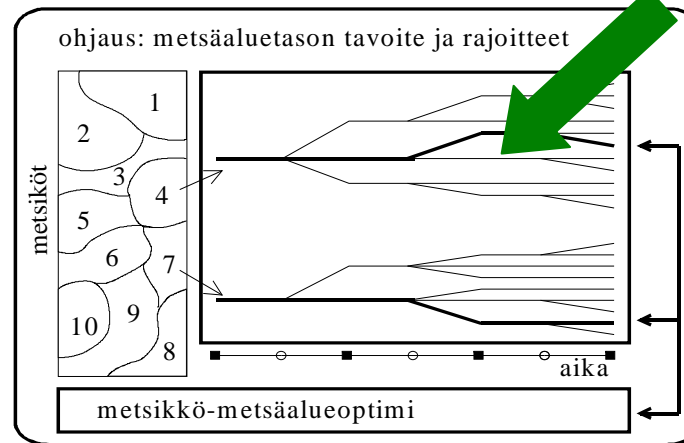 ohjaus: metsäaluetason tavoite ja rajoitteet
metsiköt
1
2
3
4
5
6
7
10
9
8
aika
metsikkö-metsäalueoptimi